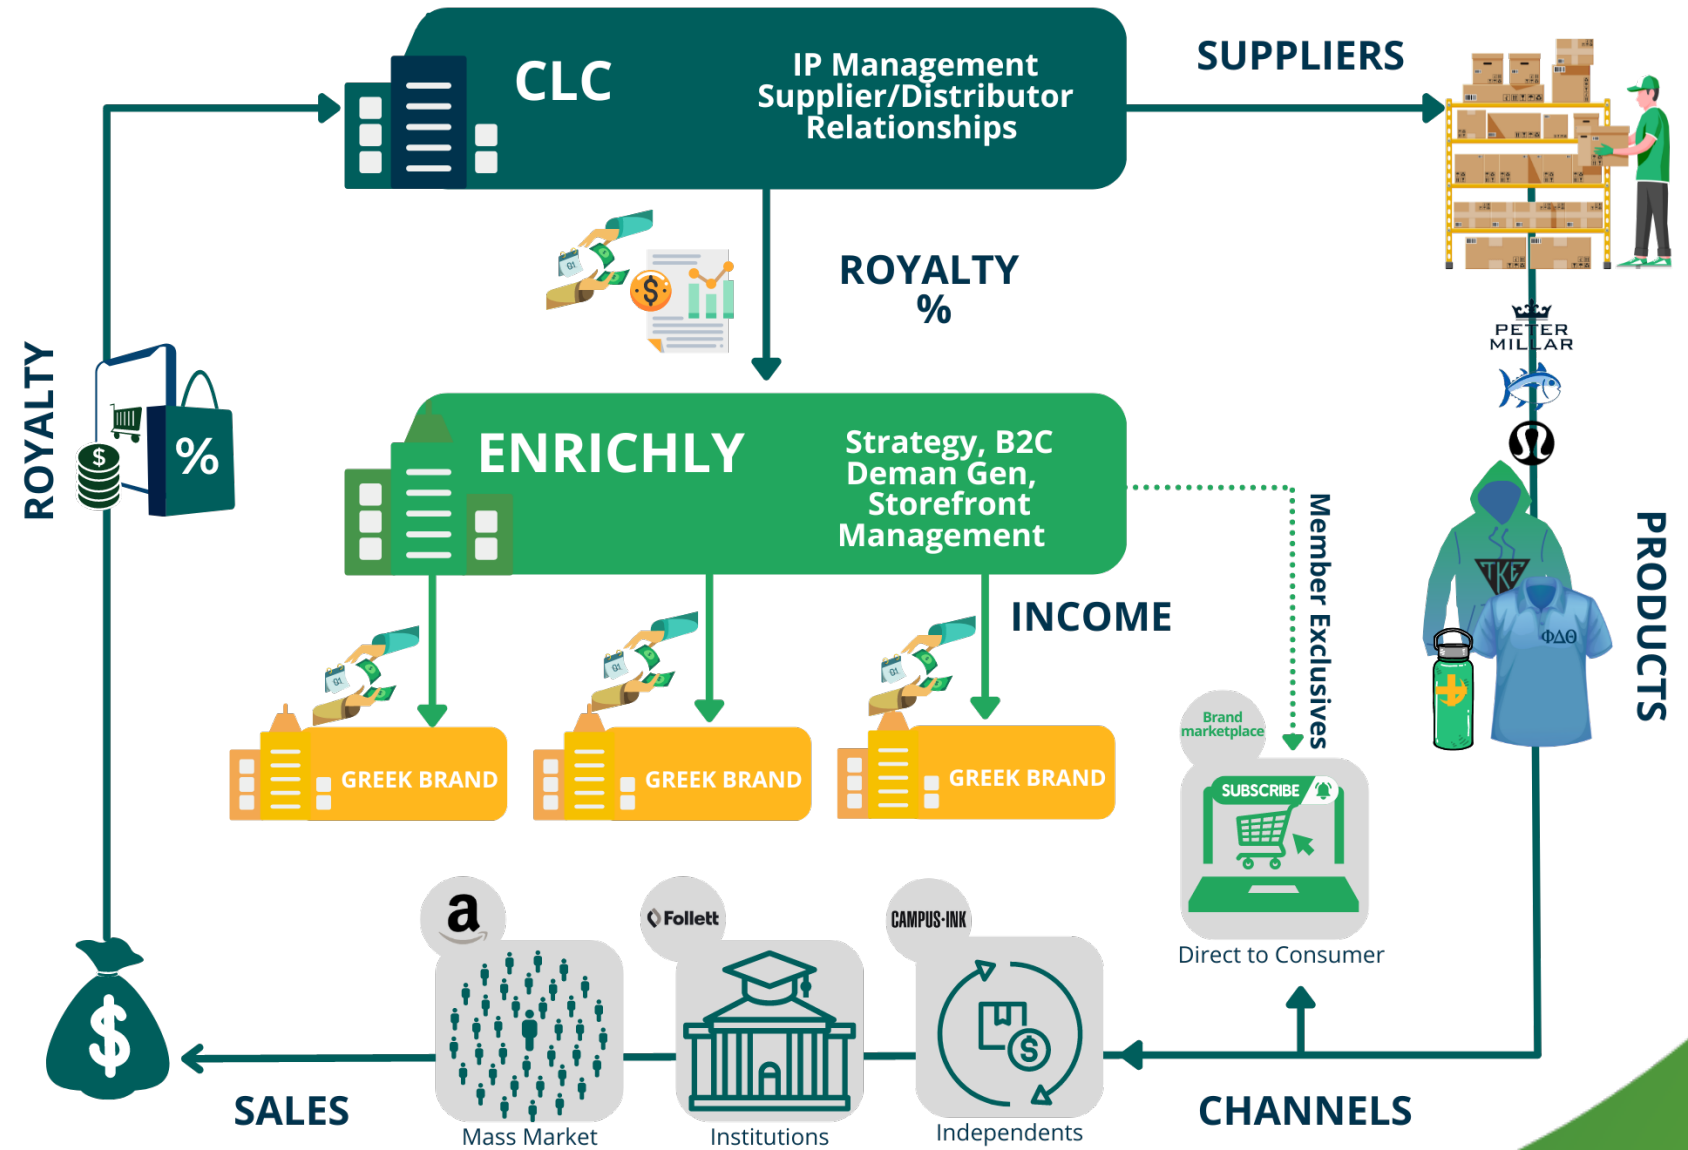 CLC
IP Management
Supplier/Distributor
Relationships
SUPPLIERS
ROYALTY
%
ROYALTY
%
$
$
PETER
MILLAR
ENRICHLY
Strategy, B2C
Deman Gen,
Storefront
Management
Member Exclusives
PRODUCTS
TKE
ΦΔΘ
INCOME
GREEK BRAND
GREEK BRAND
GREEK BRAND
Brand
marketplace
SUBSCRIBE
Direct to Consumer
a
Follett
CAMPUS-INK
$
$
SALES
Mass Market
Institutions
Independents
CHANNELS